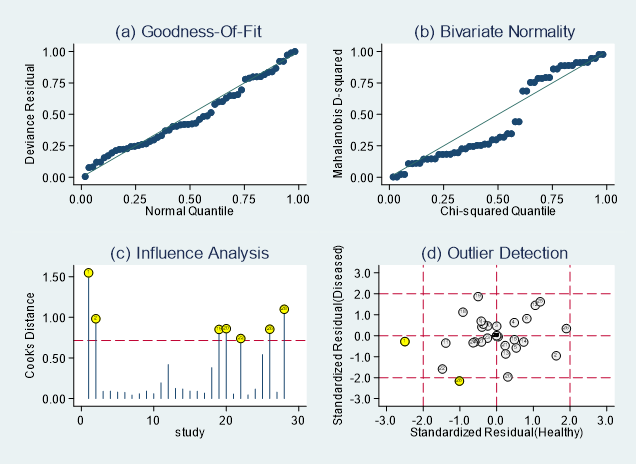 (a) Goodness-Of-Fit
Deviance Residual
1.00
0.75
0.50
0.25
0.00
0.00 0.25 0.50 0.75 1.00
Normal Quantile
(b) Bivariate Normality
Mahalanobis D-squared
1.00
0.75
0.50
0.25
0.00
0.00 0.25 0.50 0.75 1.00
Chi-squared Quantile
(c) Influence Analysis
Cook's Distance
1.50
1.00
0.50
0.00
0 10 20 30
study
(d) Outlier Detection
Standardized Residual(Diseased)
3.0
2.0
1.0
0.0
-1.0
-2.0
-3.0
-3.0 -2.0 -1.0 0.0 1.0 2.0 3.0
Standardized Residual(Healthy)